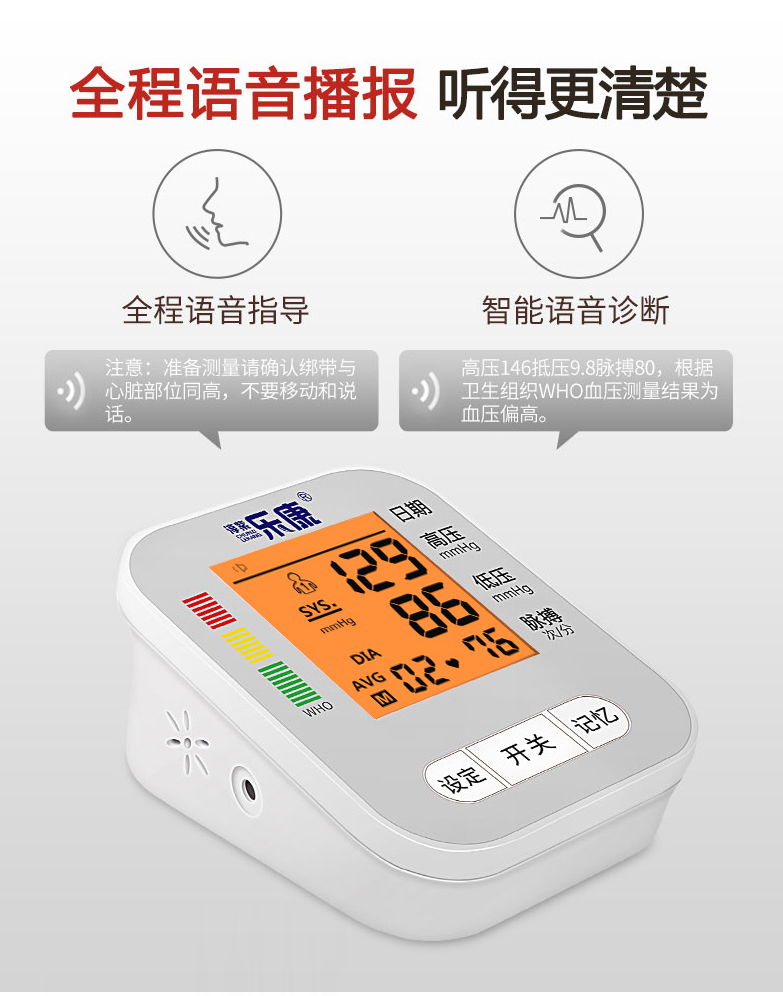 全程语音播报 听得更清楚
全程语音指导
智能语音诊断
注意：准备测量请确认绑带与
心脏部位同高，不要移动和说
话。
高压146抵压9.8脉搏80，根据
卫生组织WHO血压测量结果为
血压偏高。
乐康®
日期
129
高压
mmHg
1
SYS.
mmHg
86
低压
mmHg
DIA
AVG
M
02
76
脉搏
次/分
WHO
设定
开关
记忆